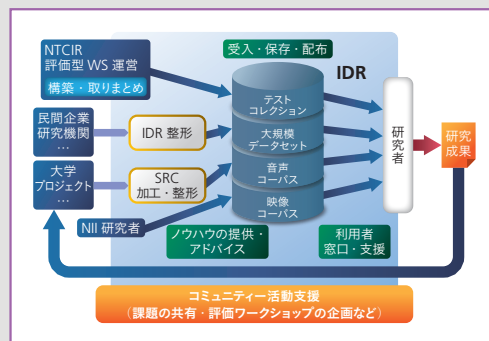 NTCIR
評価型 WS 運営
構築・取りまとめ
受入・保存・配布
IDR
民間企業
研究機関
…
IDR 整形
大学
プロジェクト
…
SRC
加工・整形
NII 研究者
テスト
コレクション
大規模
データセット
音声
コーパス
映像
コーパス
研究者
研究
成果
ノウハウの提供・
アドバイス
利用者
窓口・支援
コミュニティー活動支援
(課題の共有・評価ワークショップの企画など)